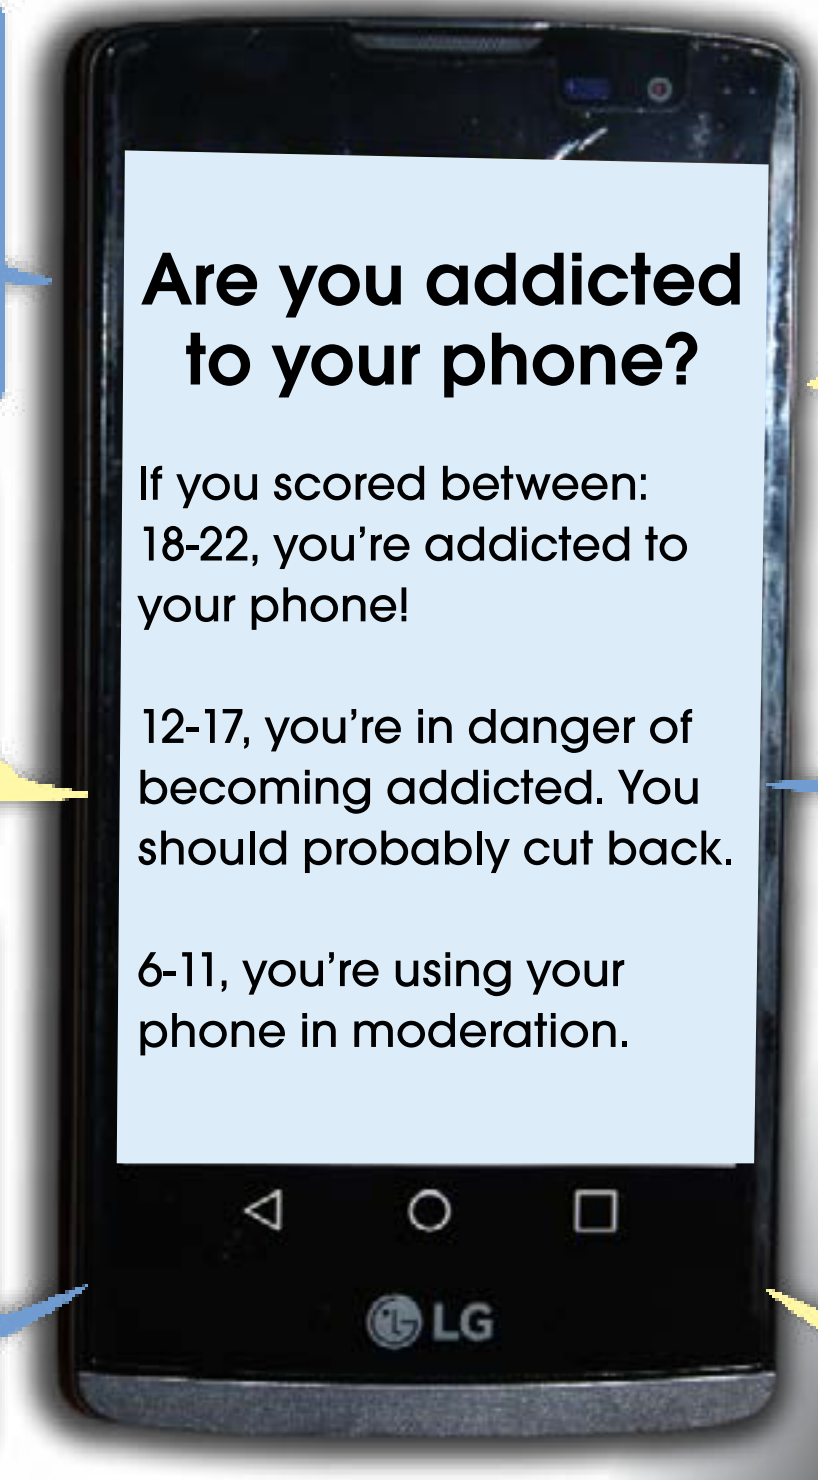 Are you addicted
to your phone?
If you scored between:
18-22, you're addicted to
your phone!
12-17, you're in danger of
becoming addicted. You
should probably cut back.
6-11, you're using your
phone in moderation.
LG